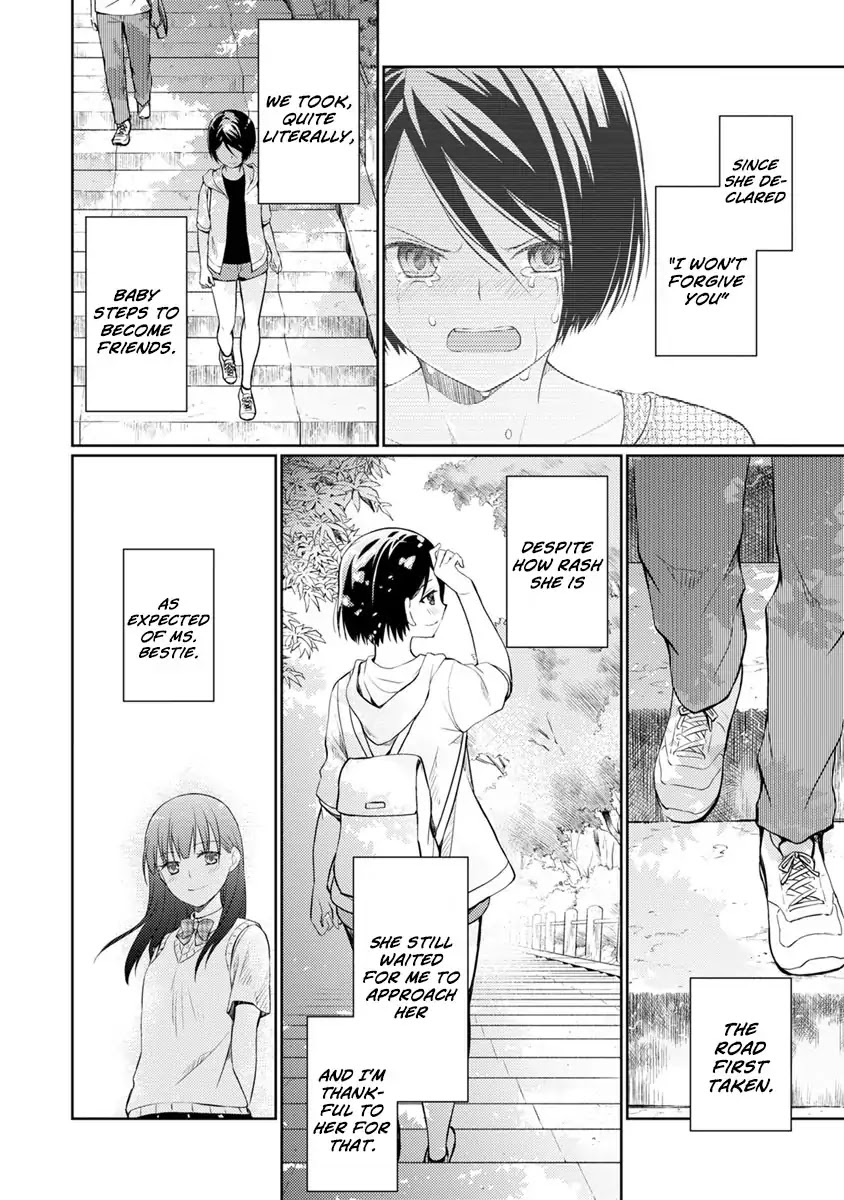 SINCE
SHE DE-
CLARED
"I WON'T
FORGIVE
YOU"
WE TOOK,
QUITE
LITERALLY,
BABY
STEPS TO
BECOME
FRIENDS.
THE
ROAD
FIRST
TAKEN.
DESPITE
HOW RASH
SHE IS
SHE STILL
WAITED
FOR ME TO
APPROACH
HER
AND I'M
THANK-
FUL TO
HER FOR
THAT.
AS
EXPECTED
OF MS.
BESTIE.